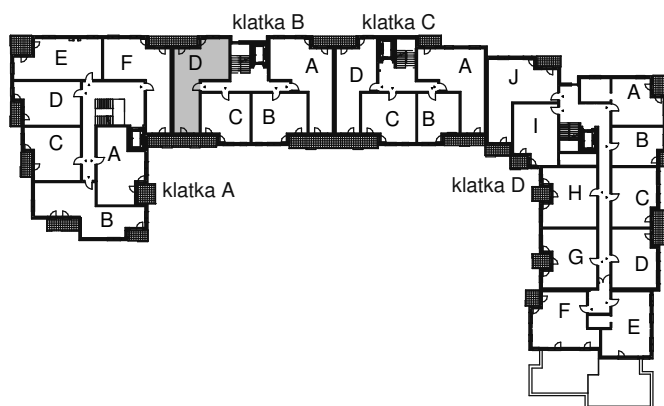 klatka B klatka C
E F D A D A J
D A
C A C B C B I B
klatka A klatka D H C
B
G D
F E